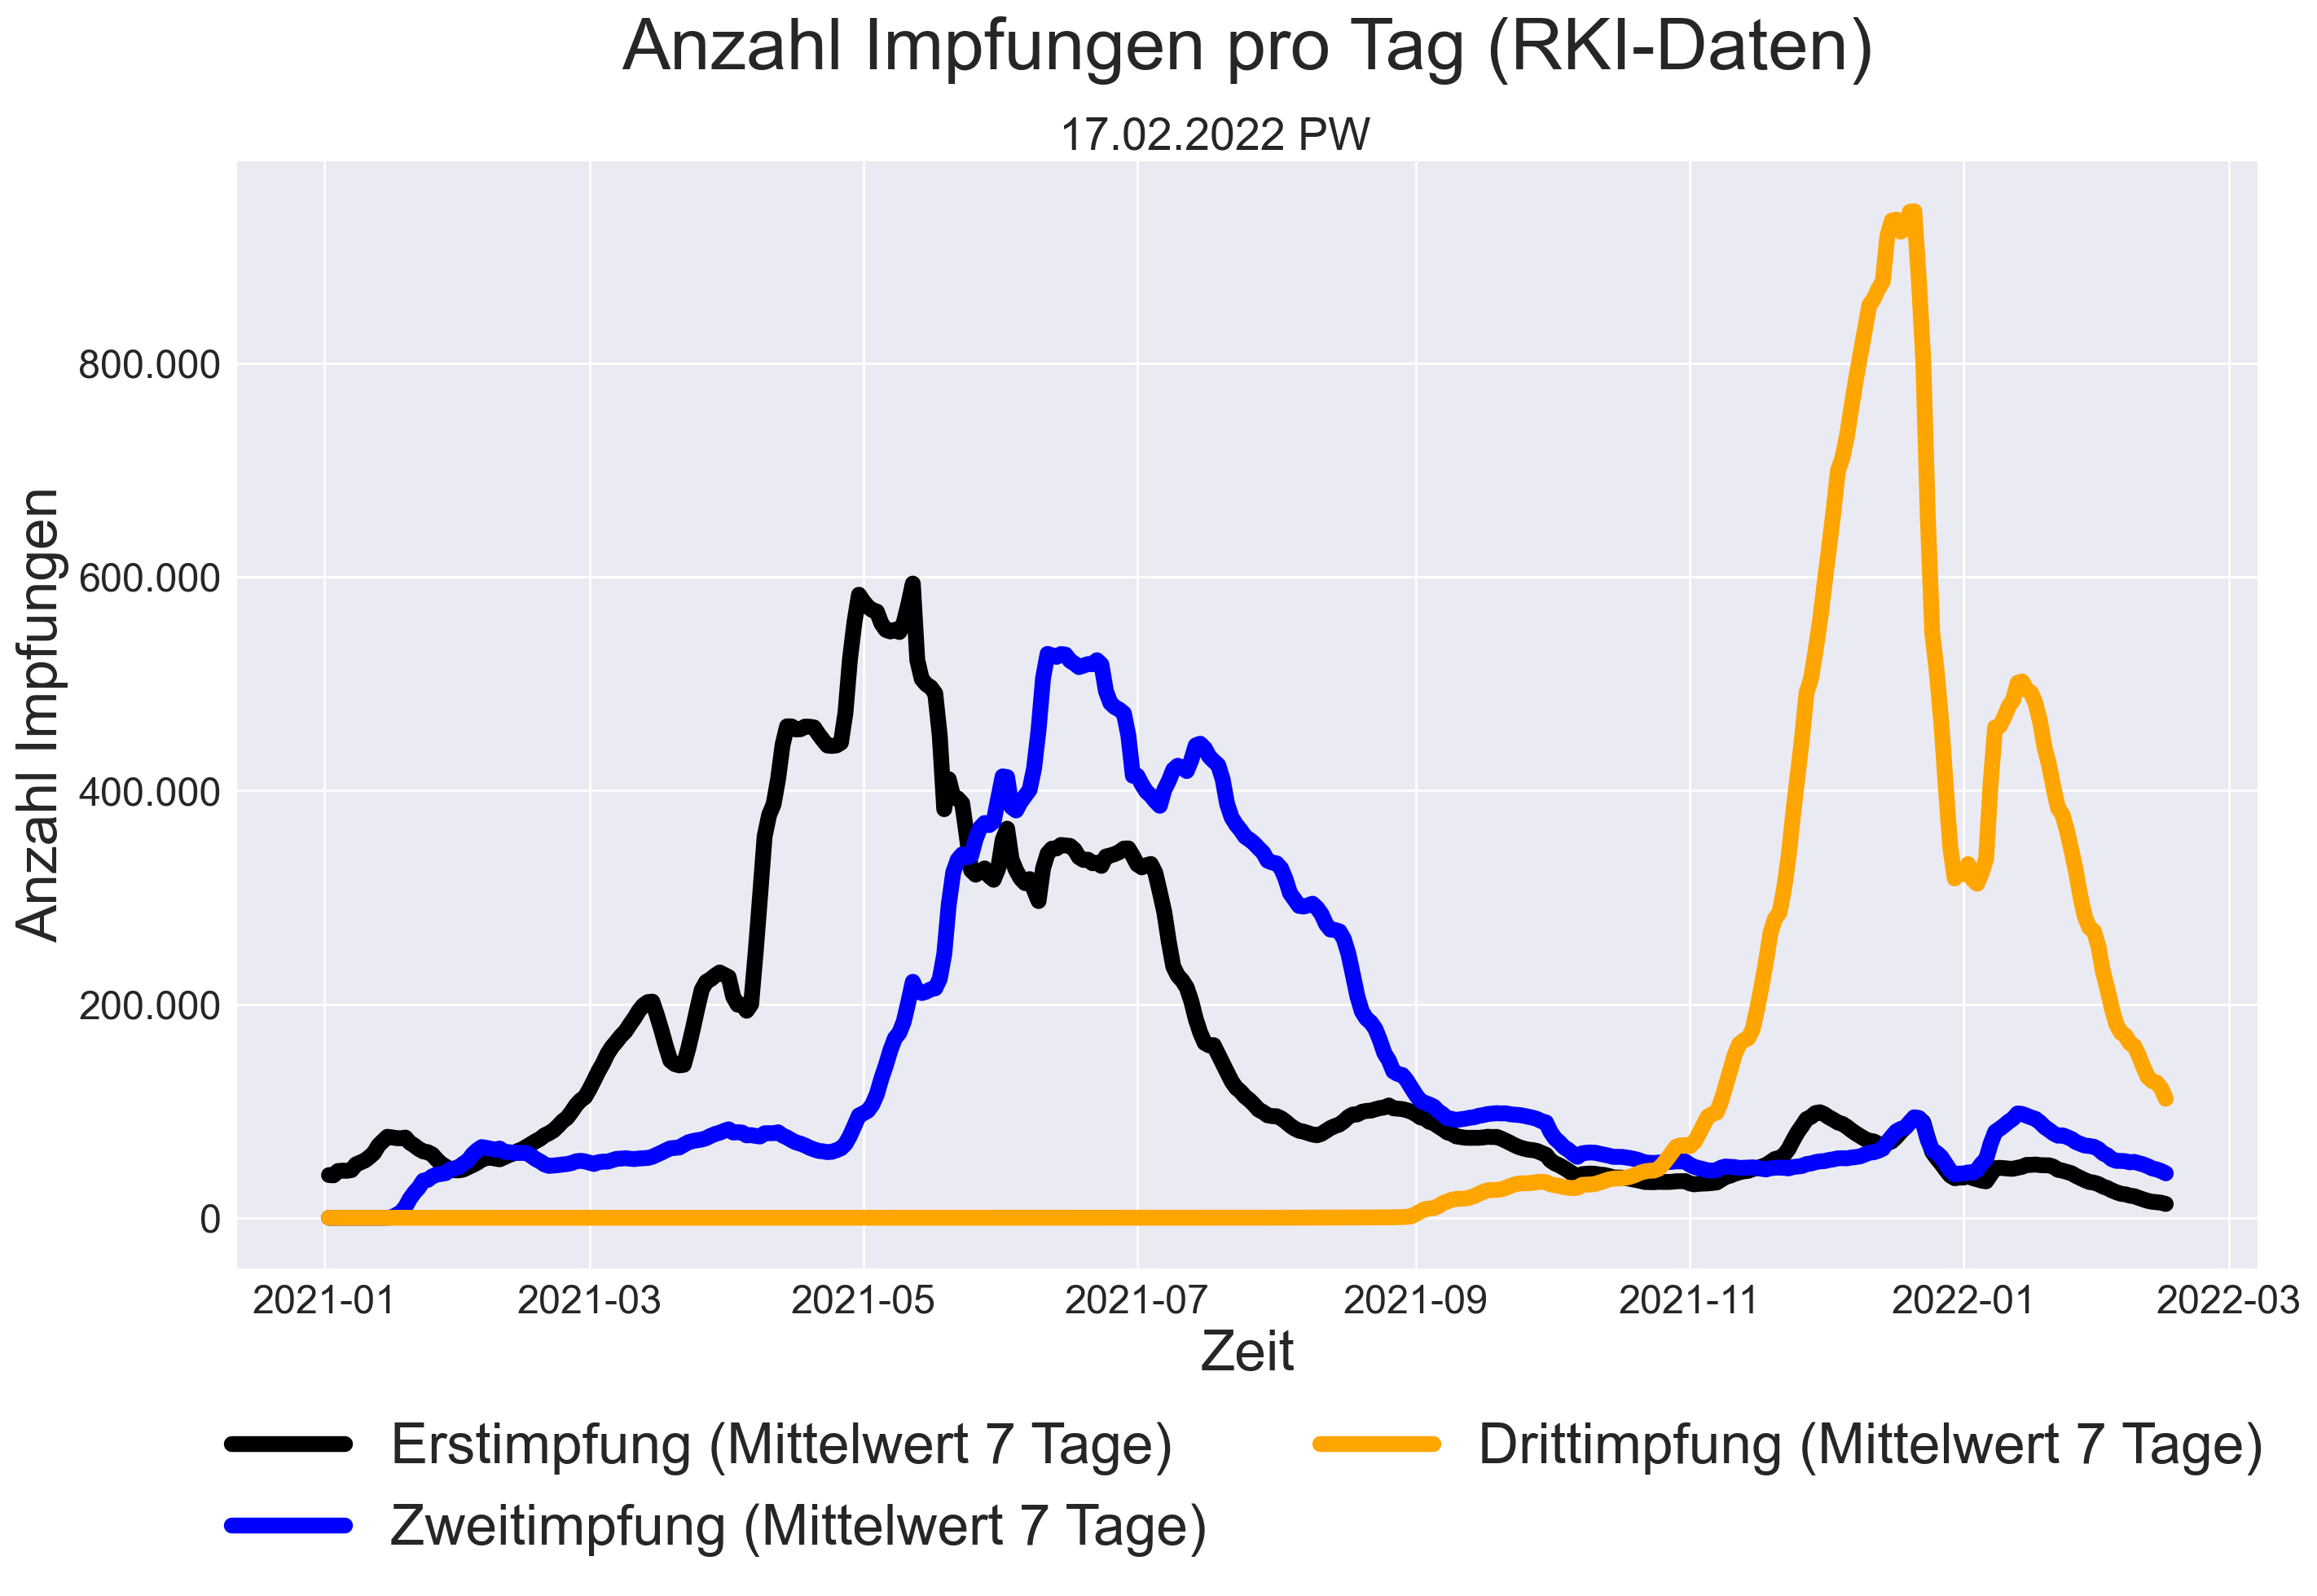 Anzahl Impfungen pro Tag (RKI-Daten)
17.02.2022 PW
Anzahl Impfungen
800.000
600.000
400.000
200.000
0
2021-01 2021-03 2021-05 2021-07 2021-09 2021-11 2022-01 2022-03
Zeit
Erstimpfung (Mittelwert 7 Tage)
Zweitimpfung (Mittelwert 7 Tage)
Drittimpfung (Mittelwert 7 Tage)